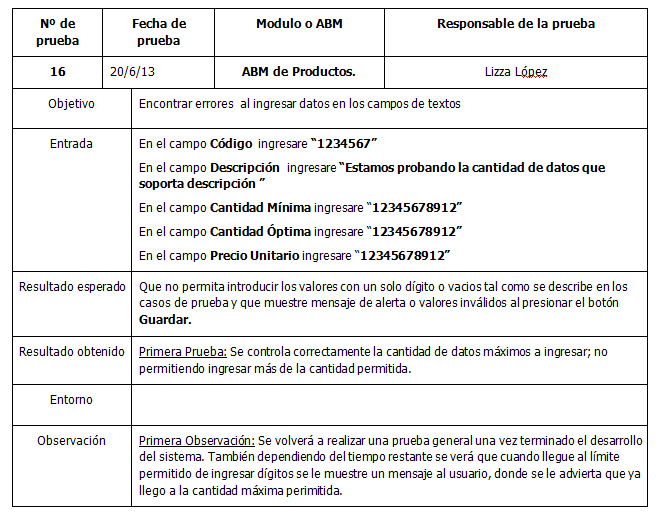 Nº de prueba	Fecha de prueba	Modulo o ABM	Responsable de la prueba
16	20/6/13	ABM de Productos.	Lizza López
Objetivo	Encontrar errores  al ingresar datos en los campos de textos
Entrada	En el campo Código  ingresare “1234567”
En el campo Descripción  ingresare “Estamos probando la cantidad de datos que
soporta descripción ”
En el campo Cantidad Mínima ingresare “12345678912”
En el campo Cantidad Óptima ingresare “12345678912”
En el campo Precio Unitario ingresare “12345678912”
Resultado esperado	Que no permita introducir los valores con un solo dígito o vacios tal como se describe en los
casos de prueba y que muestre mensaje de alerta o valores inválidos al presionar el botón
Guardar.
Resultado obtenido	Primera Prueba: Se controla correctamente la cantidad de datos máximos a ingresar; no
permitiendo ingresar más de la cantidad permitida.
Entorno
Observación	Primera Observación: Se volverá a realizar una prueba general una vez terminado el desarrollo
del sistema. También dependiendo del tiempo restante se verá que cuando llegue al límite
permitido de ingresar dígitos se le muestre un mensaje al usuario, donde se le advierta que ya
llego a la cantidad máxima perimitida.